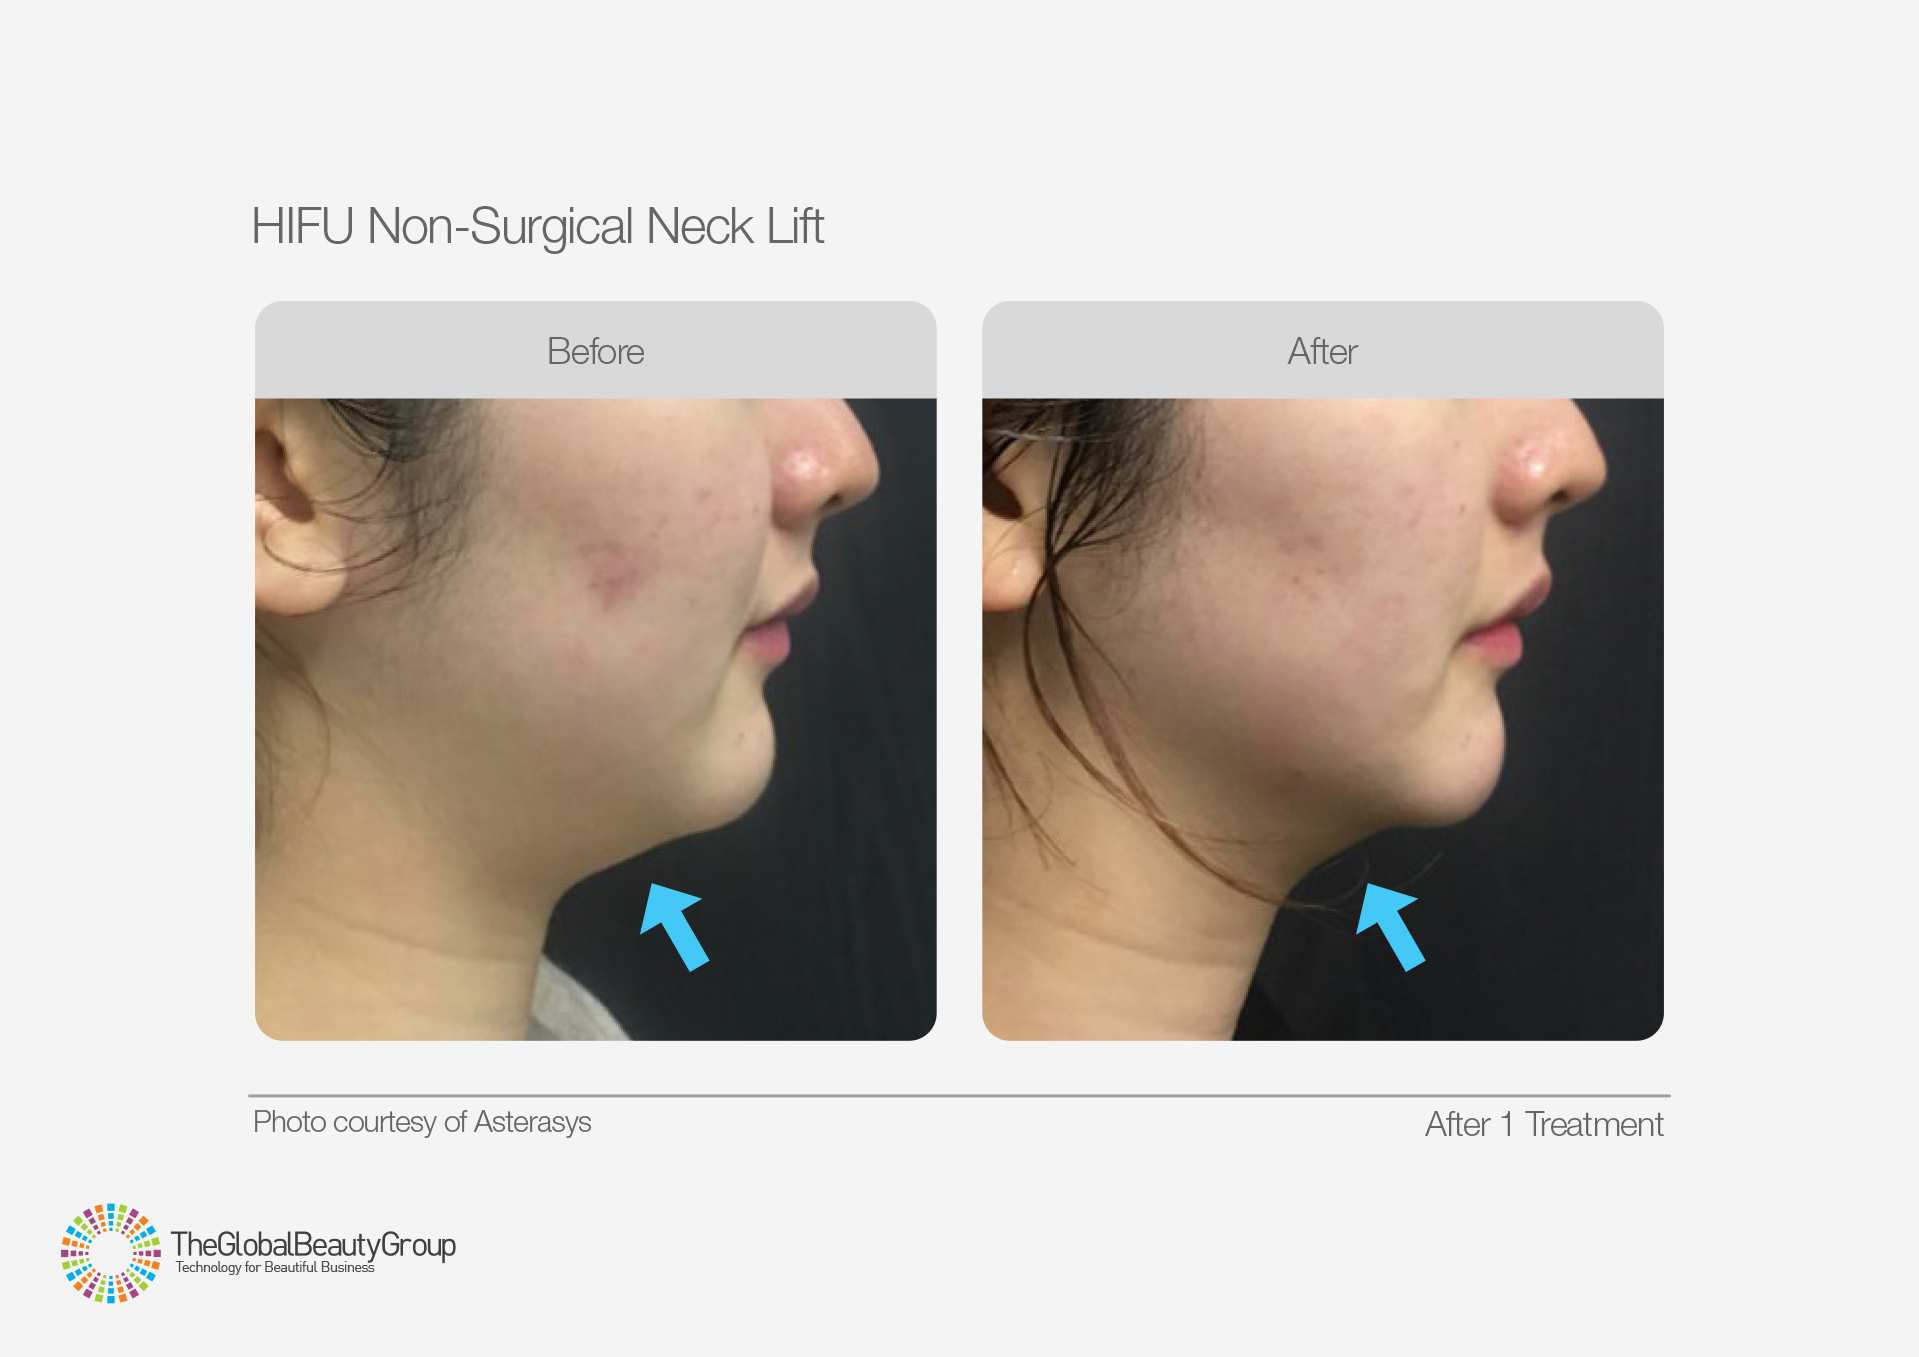 HIFU Non-Surgical Neck Lift
Before
After
Photo courtesy of Asterasys
After 1 Treatment
TheGlobalBeautyGroup
Technology for Beautiful Business